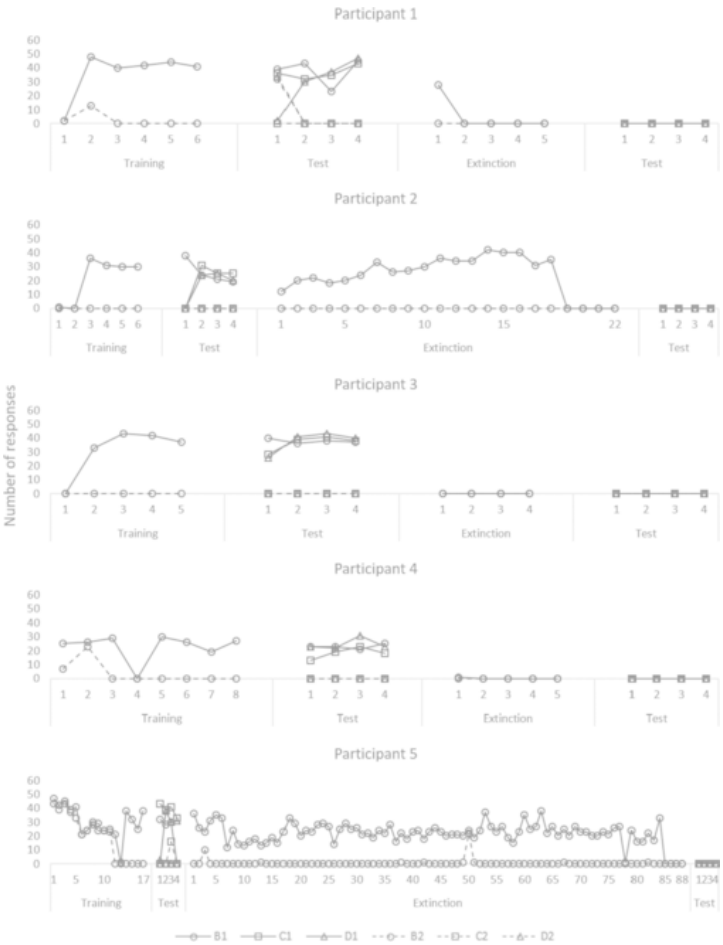 Participant 1
60
50
40
30
20
10
0
1 2 3 4 5 6 1 2 3 4 1 2 3 4 5 1 2 3 4
Training Test Extinction Test
Participant 2
60
50
40
30
20
10
0
1 2 3 4 5 6 1 2 3 4 1 5 10 15 22 1 2 3 4
Training Test Extinction Test
Participant 3
Number of responses
60
50
40
30
20
10
0
1 2 3 4 5 1 2 3 4 1 2 3 4 1 2 3 4
Training Test Extinction Test
Participant 4
60
50
40
30
20
10
0
1 2 3 4 5 6 7 8 1 2 3 4 1 2 3 4 5 1 2 3 4
Training Test Extinction Test
Participant 5
60
50
40
30
20
10
0
1 5 10 17 1234 1 5 10 15 20 25 30 35 40 45 50 55 60 65 70 75 80 85 88 1234
Training Test Extinction Test
B1 C1 D1 B2 C2 D2